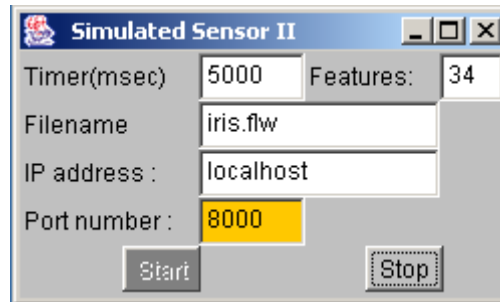 Simulated Sensor II
Timer(msec) 5000 Features: 34
Filename iris.flw
IP address : localhost
Port number : 8000
Start Stop